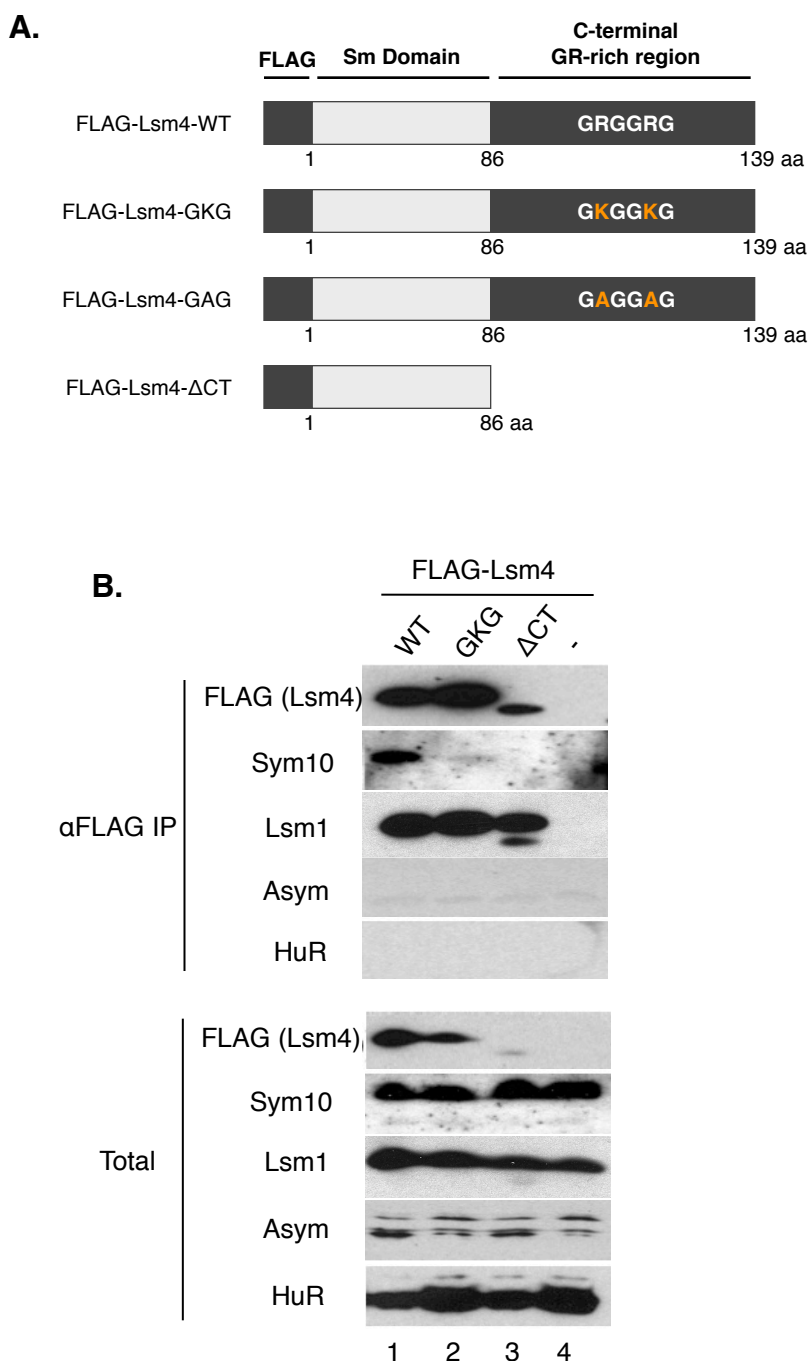 A.
FLAG
Sm Domain
C-terminal
GR-rich region
FLAG-Lsm4-WT
GRGGRG
1
86
139 aa
FLAG-Lsm4-GKG
GKGGKG
1
86
139 aa
FLAG-Lsm4-GAG
GAGGAG
1
86
139 aa
FLAG-Lsm4-ΔCT
1
86 aa
B.
FLAG-Lsm4
WT GKG ΔCT -
αFLAG IP
FLAG (Lsm4)
Sym10
Lsm1
Asym
HuR
Total
FLAG (Lsm4)
Sym10
Lsm1
Asym
HuR
1 2 3 4